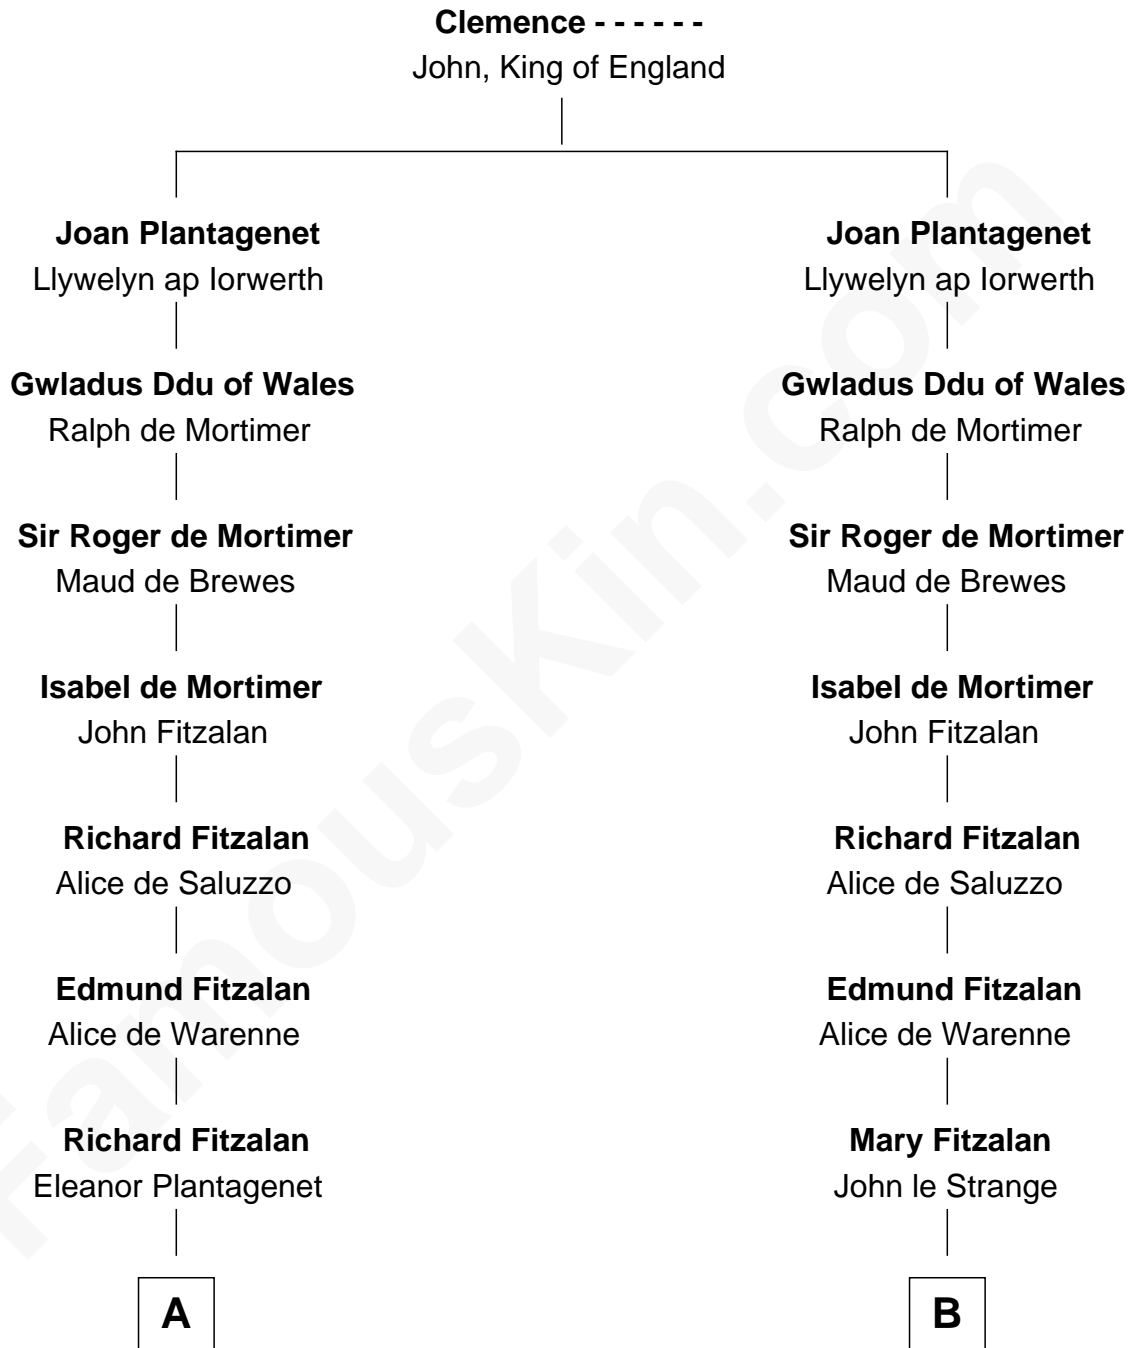 Clemence - - - - - -
John, King of England
Joan Plantagenet
Llywelyn ap Iorwerth
Gwladus Ddu of Wales
Ralph de Mortimer
Sir Roger de Mortimer
Maud de Brewes
Isabel de Mortimer
John Fitzalan
Richard Fitzalan
Alice de Saluzzo
Edmund Fitzalan
Alice de Warenne
Richard Fitzalan
Eleanor Plantagenet
A
Joan Plantagenet
Llywelyn ap Iorwerth
Gwladus Ddu of Wales
Ralph de Mortimer
Sir Roger de Mortimer
Maud de Brewes
Isabel de Mortimer
John Fitzalan
Richard Fitzalan
Alice de Saluzzo
Edmund Fitzalan
Alice de Warenne
Mary Fitzalan
John le Strange
B
FamousKin.com